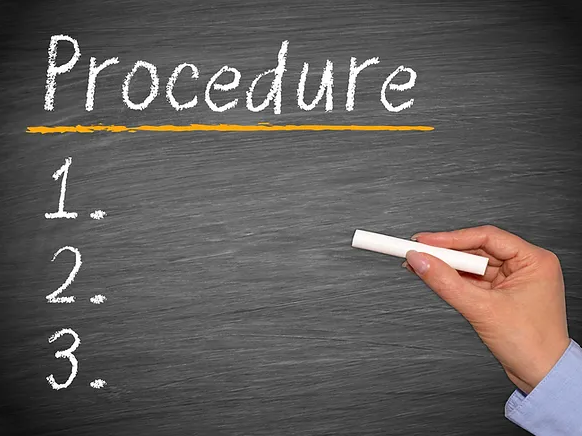 Procedure
1.
2.
3.